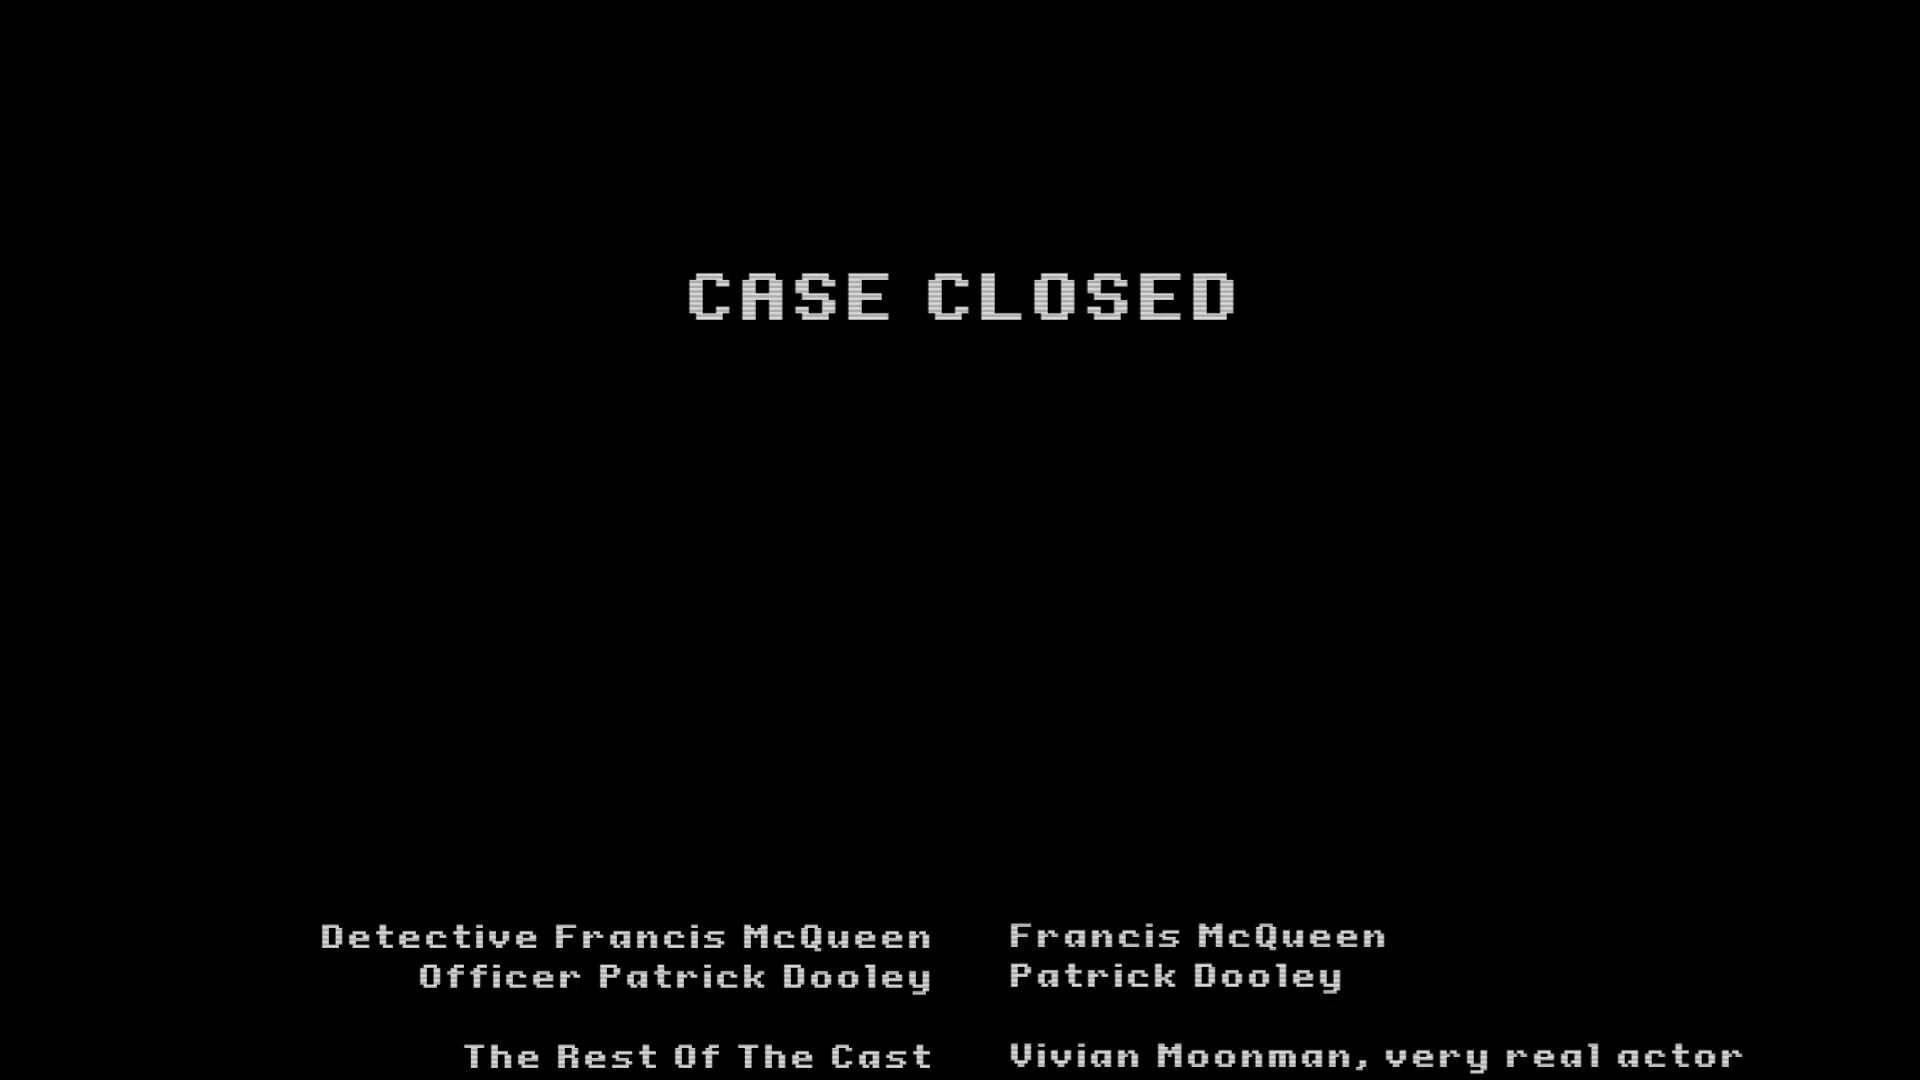 CASE CLOSED
Detective Francis McQueen Francis McQueen
Officer Patrick Dooley Patrick Dooley
The Rest Of The Cast Vivian Moonman, very real actor